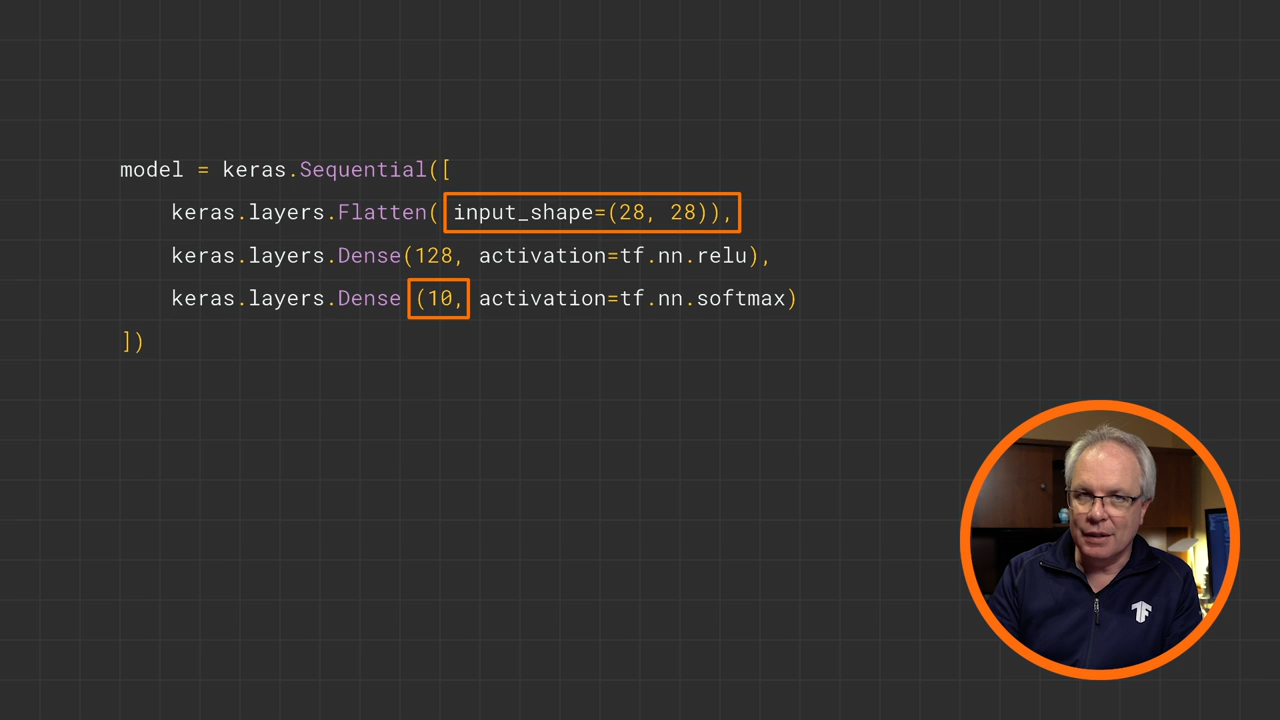 model = keras.Sequential([
keras.layers.Flatten( input_shape=(28, 28)),
keras.layers.Dense(128, activation=tf.nn.relu),
keras.layers.Dense (10, activation=tf.nn.softmax)
])
TF